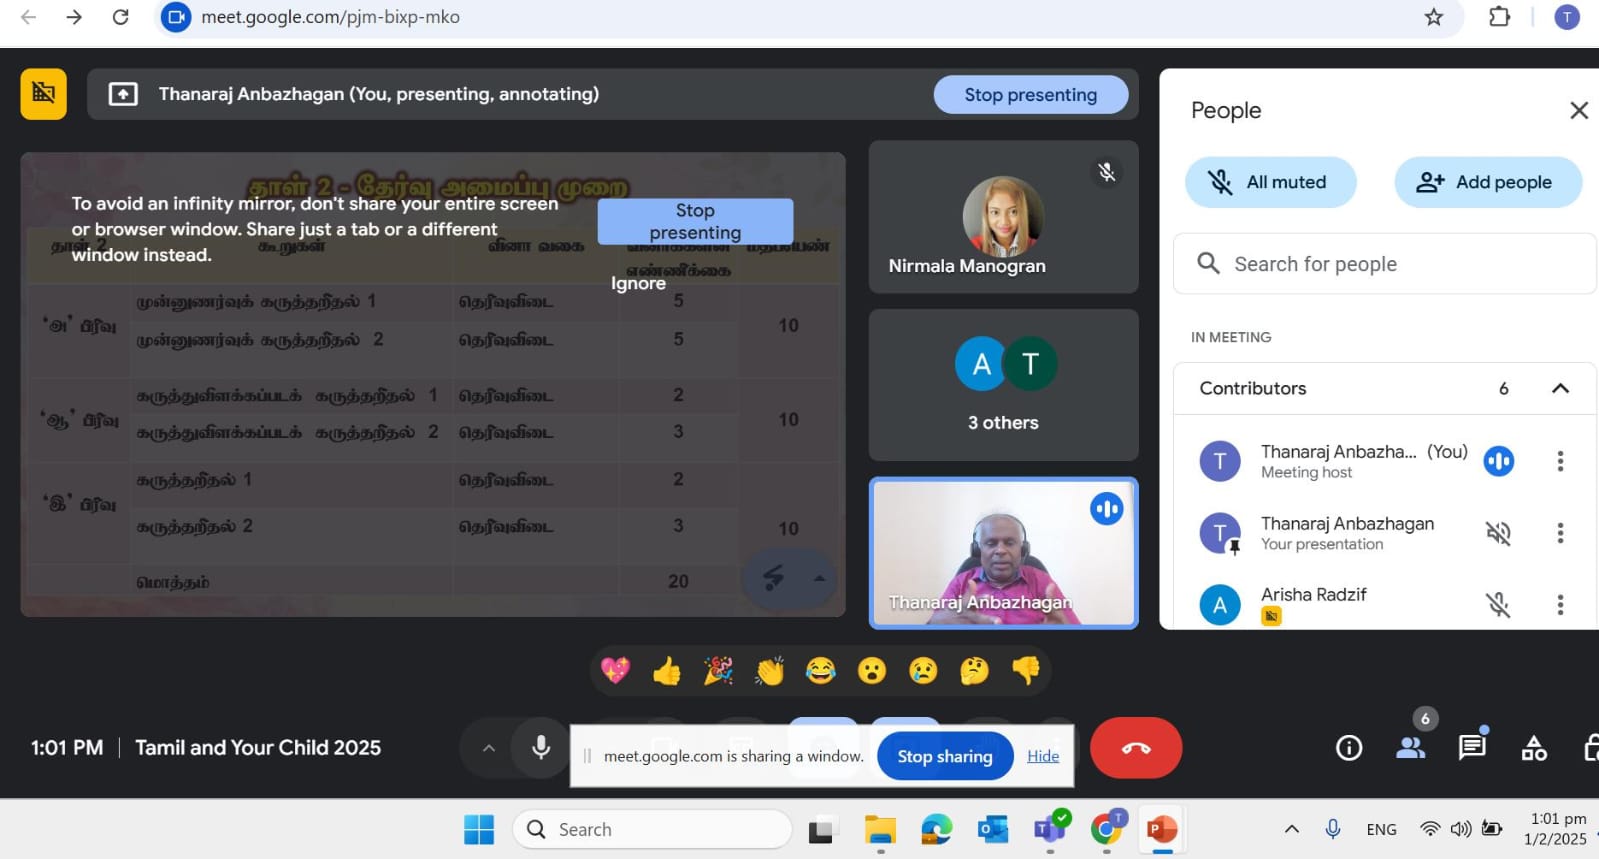 meet.google.com/pjm-bixp-mko
T
Thanaraj Anbazhagan (You, presenting, annotating)
Stop presenting
தாள் 2 - தேர்வு அமைப்பு முறை
To avoid an infinity mirror, don't share your entire screen
or browser window. Share just a tab or a different
window instead.
Stop
presenting
Ignore
தாள் 2 கூறுகள் வினா வகை
எண்ணிக்கை
'அ' பிரிவு
முன்னுணர்வுக் கருத்தறிதல் 1 தெரிவுவிடை 5
முன்னுணர்வுக் கருத்தறிதல் 2 தெரிவுவிடை 5
10
'ஆ' பிரிவு
கருத்துவிளக்கப்படக் கருத்தறிதல் 1 தெரிவுவிடை 2
கருத்துவிளக்கப்படக் கருத்தறிதல் 2 தெரிவுவிடை 3
10
'இ' பிரிவு
கருத்தறிதல் 1 தெரிவுவிடை 2
கருத்தறிதல் 2 தெரிவுவிடை 3
10
மொத்தம் 20
Nirmala Manogran
A T
3 others
Thanaraj Anbazhagan
People
All muted
Add people
Search for people
IN MEETING
Contributors 6
T
Thanaraj Anbazha... (You)
Meeting host
T
Thanaraj Anbazhagan
Your presentation
A
Arisha Radzif
1:01 PM | Tamil and Your Child 2025
meet.google.com is sharing a window.
Stop sharing
Hide
6
Search
ENG
1:01 pm
1/2/2025